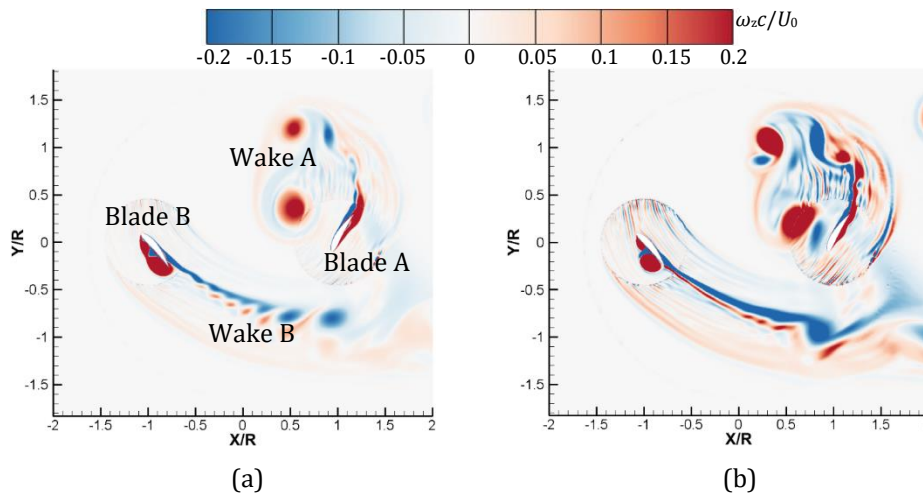 ω_z c/U_0
-0.2 -0.15 -0.1 -0.05 0 0.05 0.1 0.15 0.2
1.5
1
0.5
0
-0.5
-1
-1.5
Y/R
Wake A
Blade B
Blade A
Wake B
-2 -1.5 -1 -0.5 0 0.5 1 1.5 2
X/R
(a)
1.5
1
0.5
0
-0.5
-1
-1.5
Y/R
-2 -1.5 -1 -0.5 0 0.5 1 1.5 2
X/R
(b)